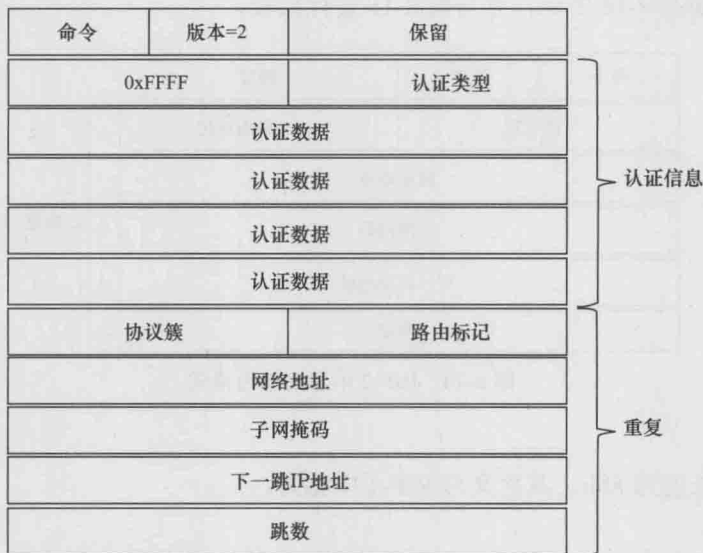 命令 版本=2 保留
0xFFFF 认证类型
认证数据
认证数据
认证数据
认证数据
认证信息
协议簇 路由标记
网络地址
子网掩码
下一跳IP地址
跳数
重复